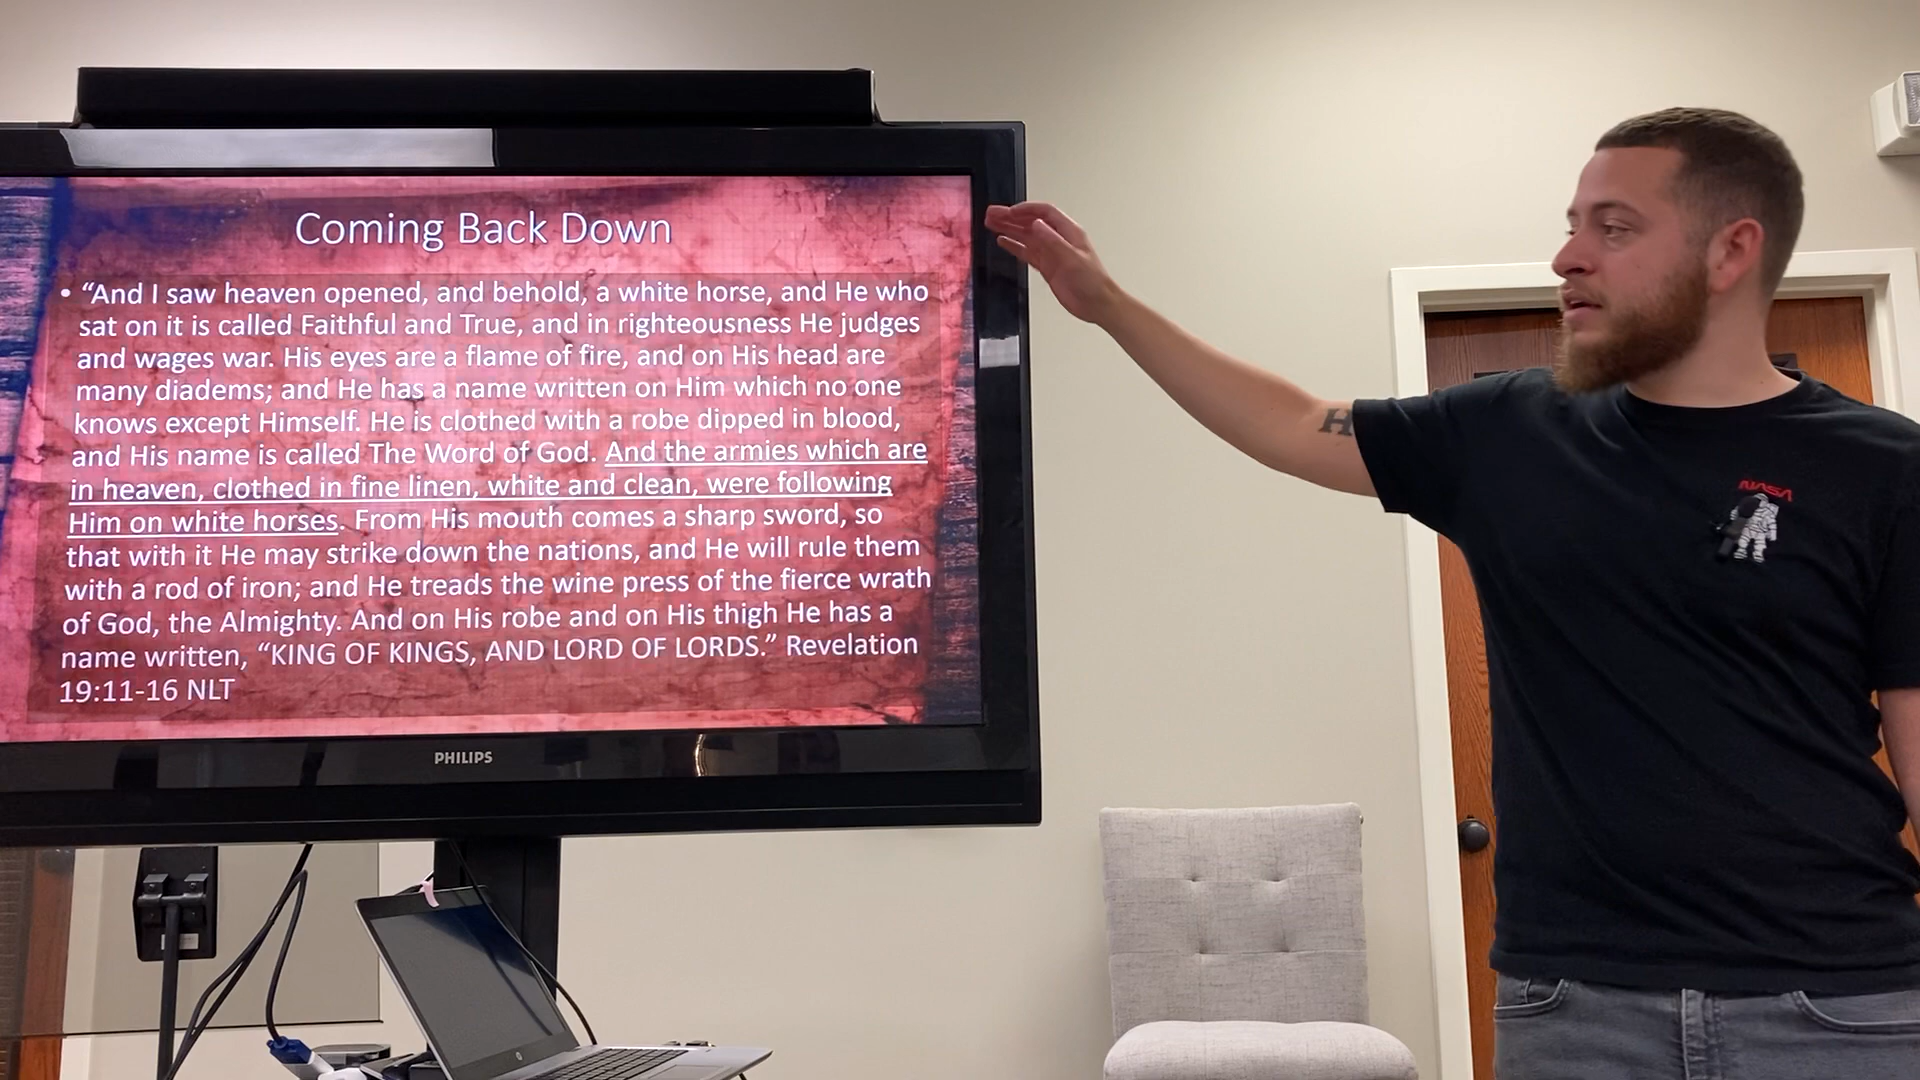 Coming Back Down
• “And I saw heaven opened, and behold, a white horse, and He who
sat on it is called Faithful and True, and in righteousness He judges
and wages war. His eyes are a flame of fire, and on His head are
many diadems; and He has a name written on Him which no one
knows except Himself. He is clothed with a robe dipped in blood,
and His name is called The Word of God. And the armies which are
in heaven, clothed in fine linen, white and clean, were following
Him on white horses. From His mouth comes a sharp sword, so
that with it He may strike down the nations, and He will rule them
with a rod of iron; and He treads the wine press of the fierce wrath
of God, the Almighty. And on His robe and on His thigh He has a
name written, “KING OF KINGS, AND LORD OF LORDS.” Revelation
19:11-16 NLT
PHILIPS
H
NASA